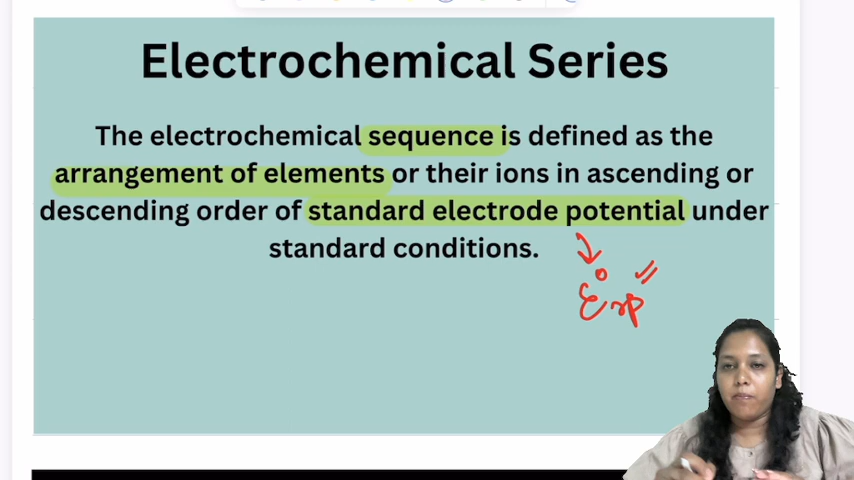 Electrochemical Series
The electrochemical sequence is defined as the
arrangement of elements or their ions in ascending or
descending order of standard electrode potential under
standard conditions.
E°rp